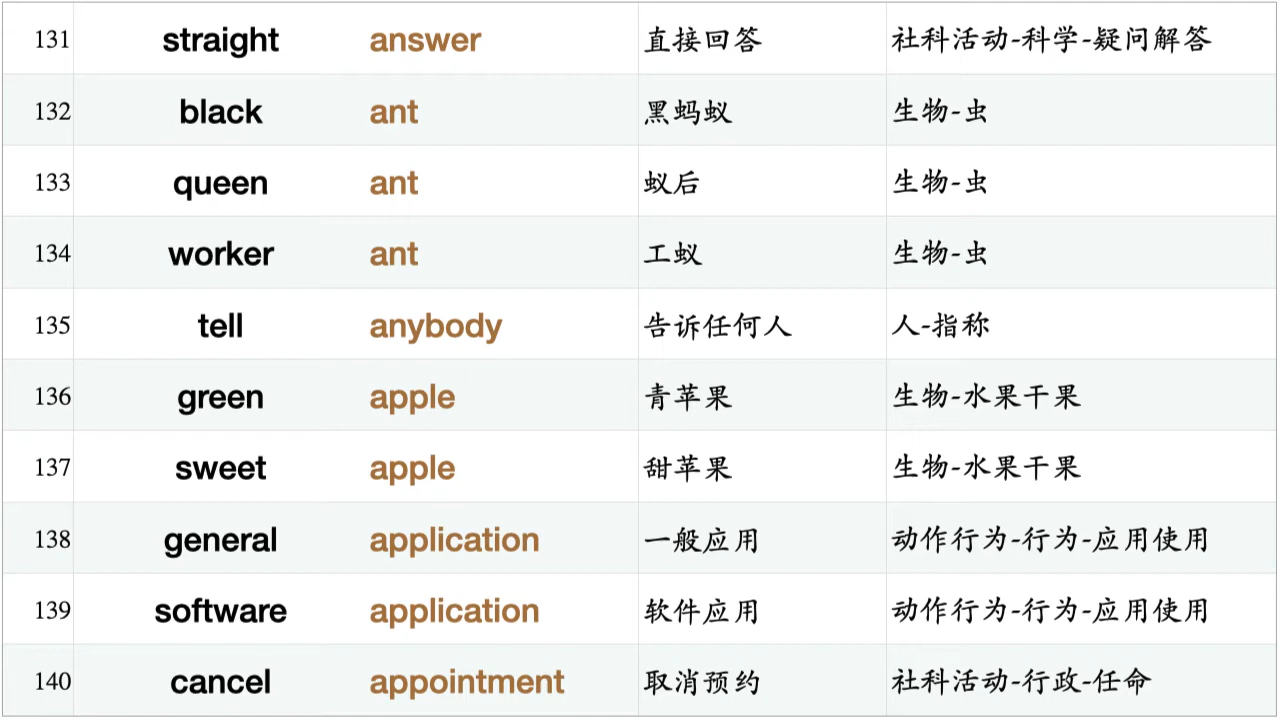 131 straight answer 直接回答 社科活动-科学-疑问解答
132 black ant 黑蚂蚁 生物-虫
133 queen ant 蚁后 生物-虫
134 worker ant 工蚁 生物-虫
135 tell anybody 告诉任何人 人-指称
136 green apple 青苹果 生物-水果干果
137 sweet apple 甜苹果 生物-水果干果
138 general application 一般应用 动作行为-行为-应用使用
139 software application 软件应用 动作行为-行为-应用使用
140 cancel appointment 取消预约 社科活动-行政-任命